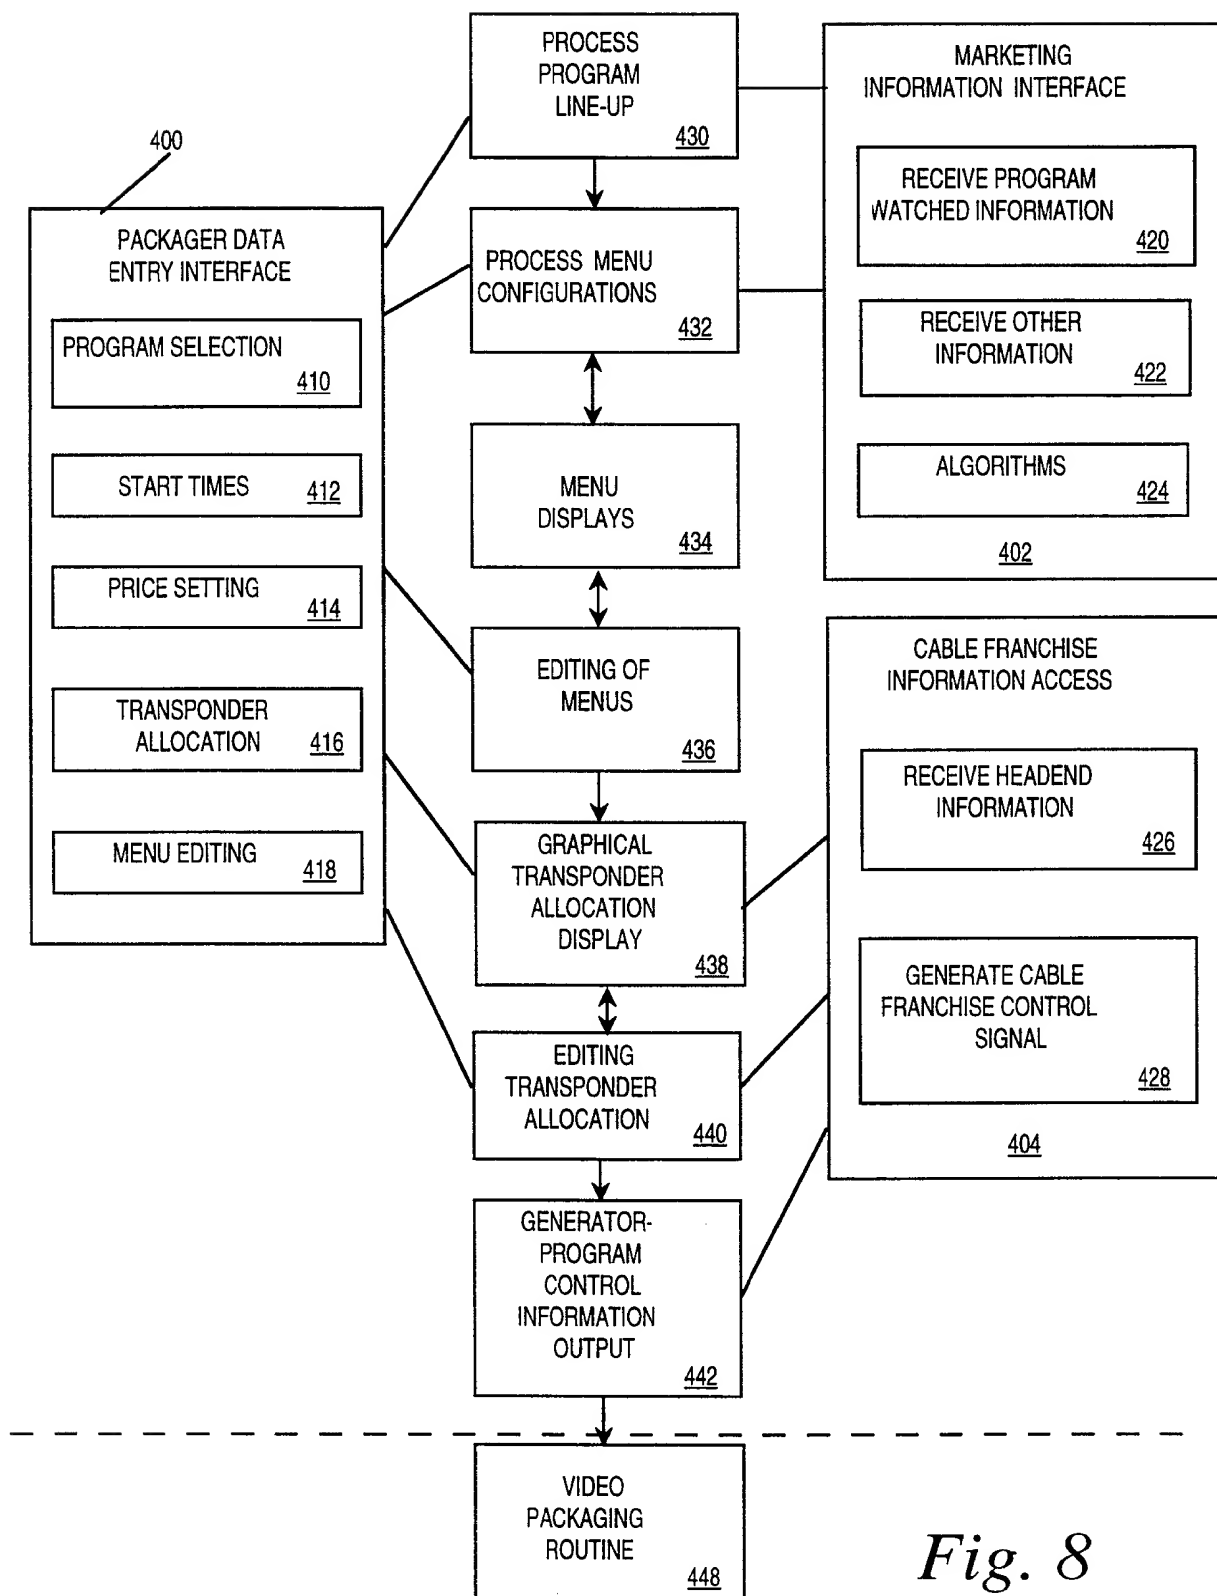 400
PACKAGER DATA
ENTRY INTERFACE
PROGRAM SELECTION
410
START TIMES
412
PRICE SETTING
414
TRANSPONDER
ALLOCATION
416
MENU EDITING
418
PROCESS
PROGRAM
LINE-UP
430
PROCESS MENU
CONFIGURATIONS
432
MENU
DISPLAYS
434
EDITING OF
MENUS
436
GRAPHICAL
TRANSPONDER
ALLOCATION
DISPLAY
438
EDITING
TRANSPONDER
ALLOCATION
440
GENERATOR-
PROGRAM
CONTROL
INFORMATION
OUTPUT
442
VIDEO
PACKAGING
ROUTINE
448
MARKETING
INFORMATION INTERFACE
RECEIVE PROGRAM
WATCHED INFORMATION
420
RECEIVE OTHER
INFORMATION
422
ALGORITHMS
424
402
CABLE FRANCHISE
INFORMATION ACCESS
RECEIVE HEADEND
INFORMATION
426
GENERATE CABLE
FRANCHISE CONTROL
SIGNAL
428
404
Fig. 8